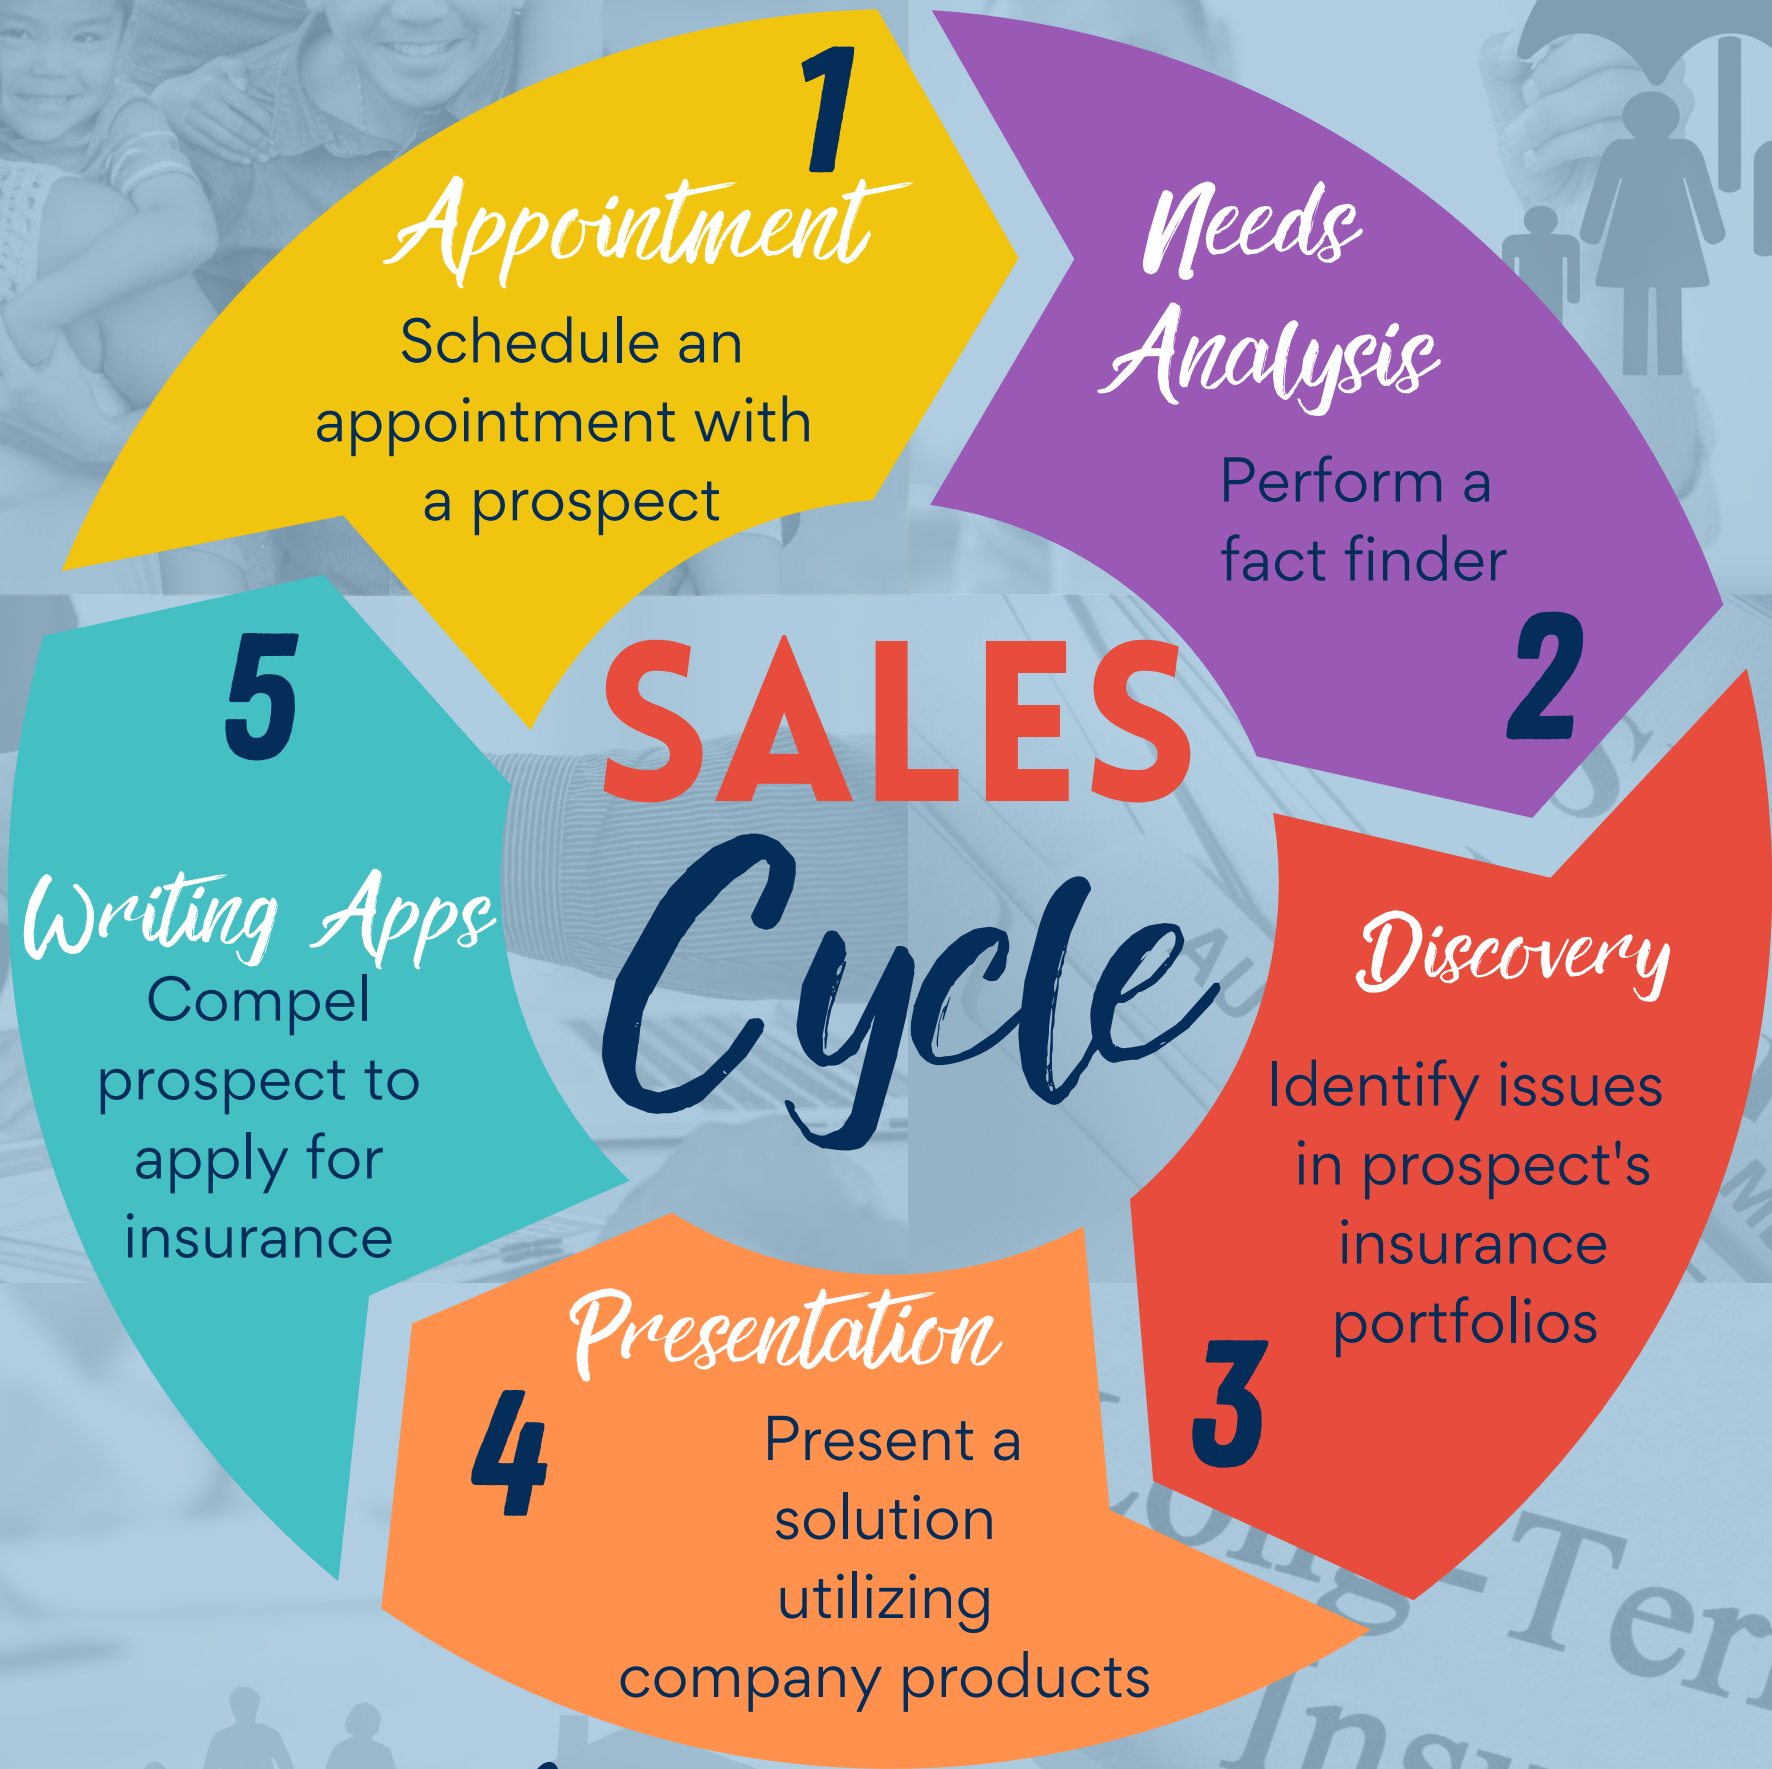 1
Appointment
Schedule an
appointment with
a prospect
Needs
Analysis
Perform a
fact finder
2
Discovery
Identify issues
in prospect's
insurance
portfolios
3
Presentation
4
Present a
solution
utilizing
company products
5
Writing Apps
Compel
prospect to
apply for
insurance
SALES
Cycle